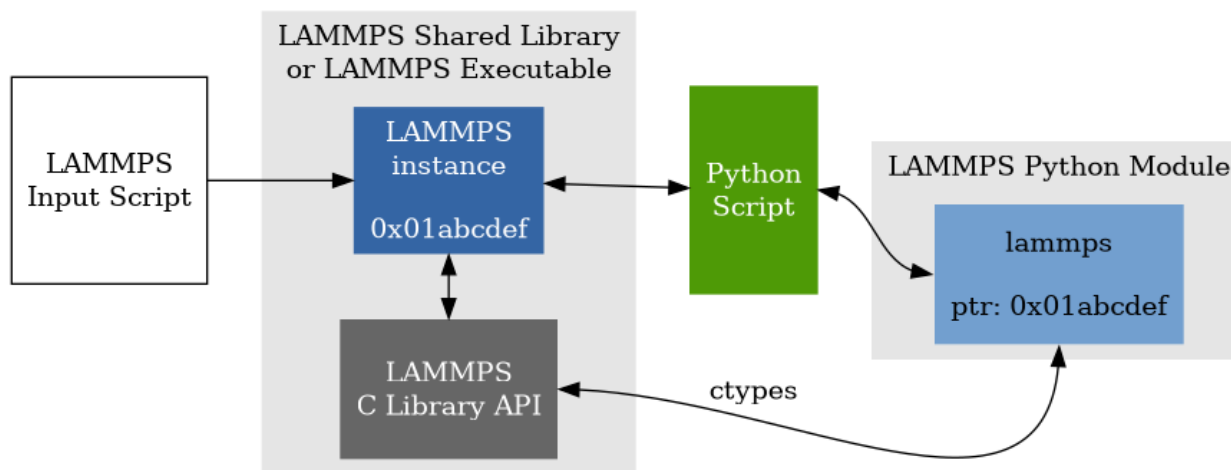 LAMMPS Shared Library
or LAMMPS Executable
LAMMPS
Input Script
LAMMPS
instance
0x01abcdef
Python
Script
LAMMPS Python Module
lammps
ptr: 0x01abcdef
LAMMPS
C Library API
ctypes